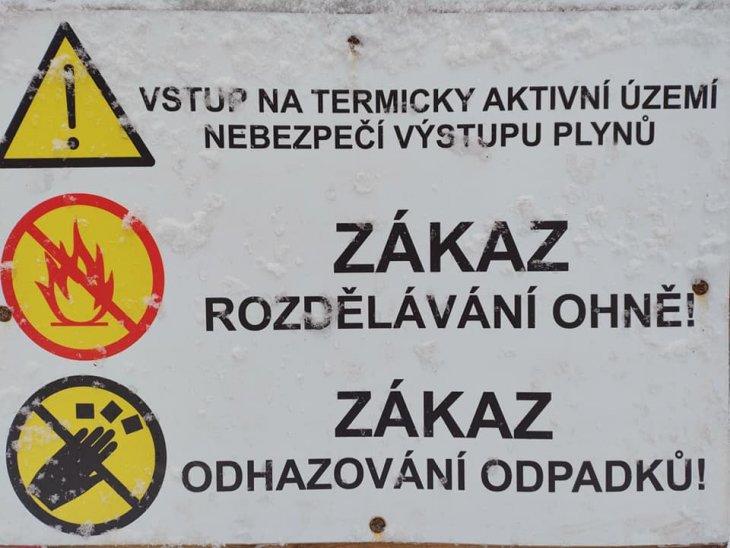 VSTUP NA TERMICKY AKTIVNÍ ÚZEMÍ
NEBEZPEČÍ VÝSTUPU PLYNŮ
ZÁKAZ
ROZDĚLÁVÁNÍ OHNĚ!
ZÁKAZ
ODHAZOVÁNÍ ODPADKŮ!